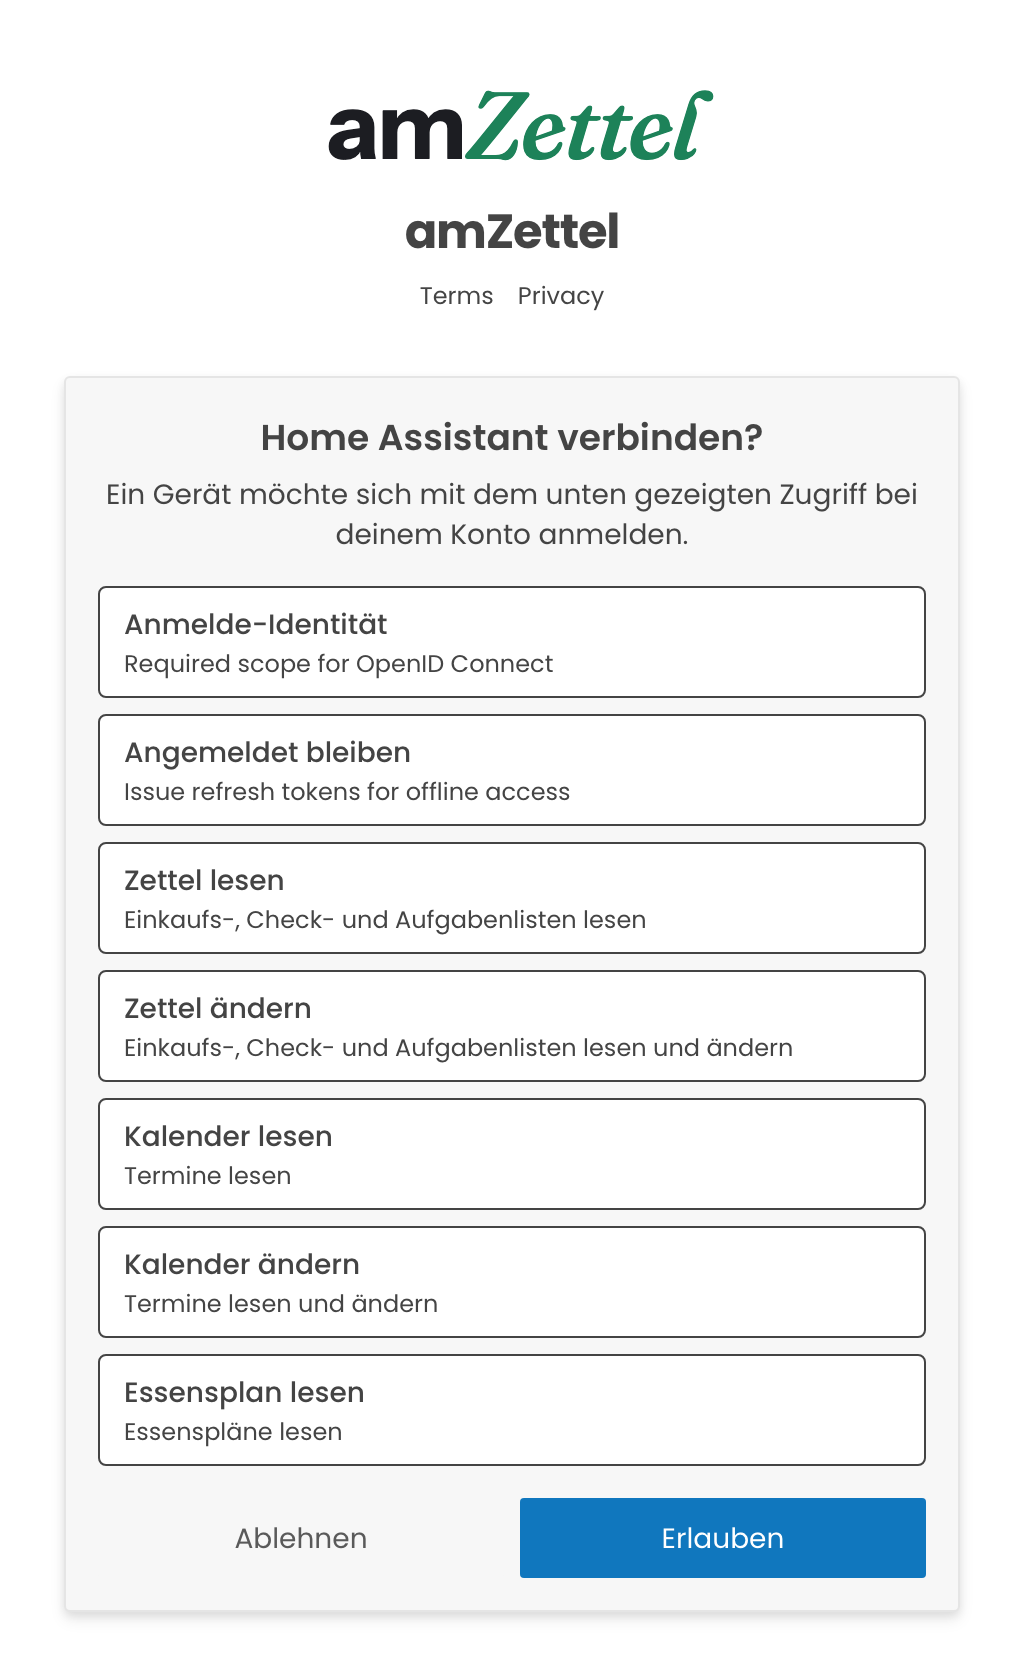 amZettel
amZettel
Terms Privacy
Home Assistant verbinden?
Ein Gerät möchte sich mit dem unten gezeigten Zugriff bei
deinem Konto anmelden.
Anmelde-Identität
Required scope for OpenID Connect
Angemeldet bleiben
Issue refresh tokens for offline access
Zettel lesen
Einkaufs-, Check- und Aufgabenlisten lesen
Zettel ändern
Einkaufs-, Check- und Aufgabenlisten lesen und ändern
Kalender lesen
Termine lesen
Kalender ändern
Termine lesen und ändern
Essensplan lesen
Essenspläne lesen
Ablehnen Erlauben